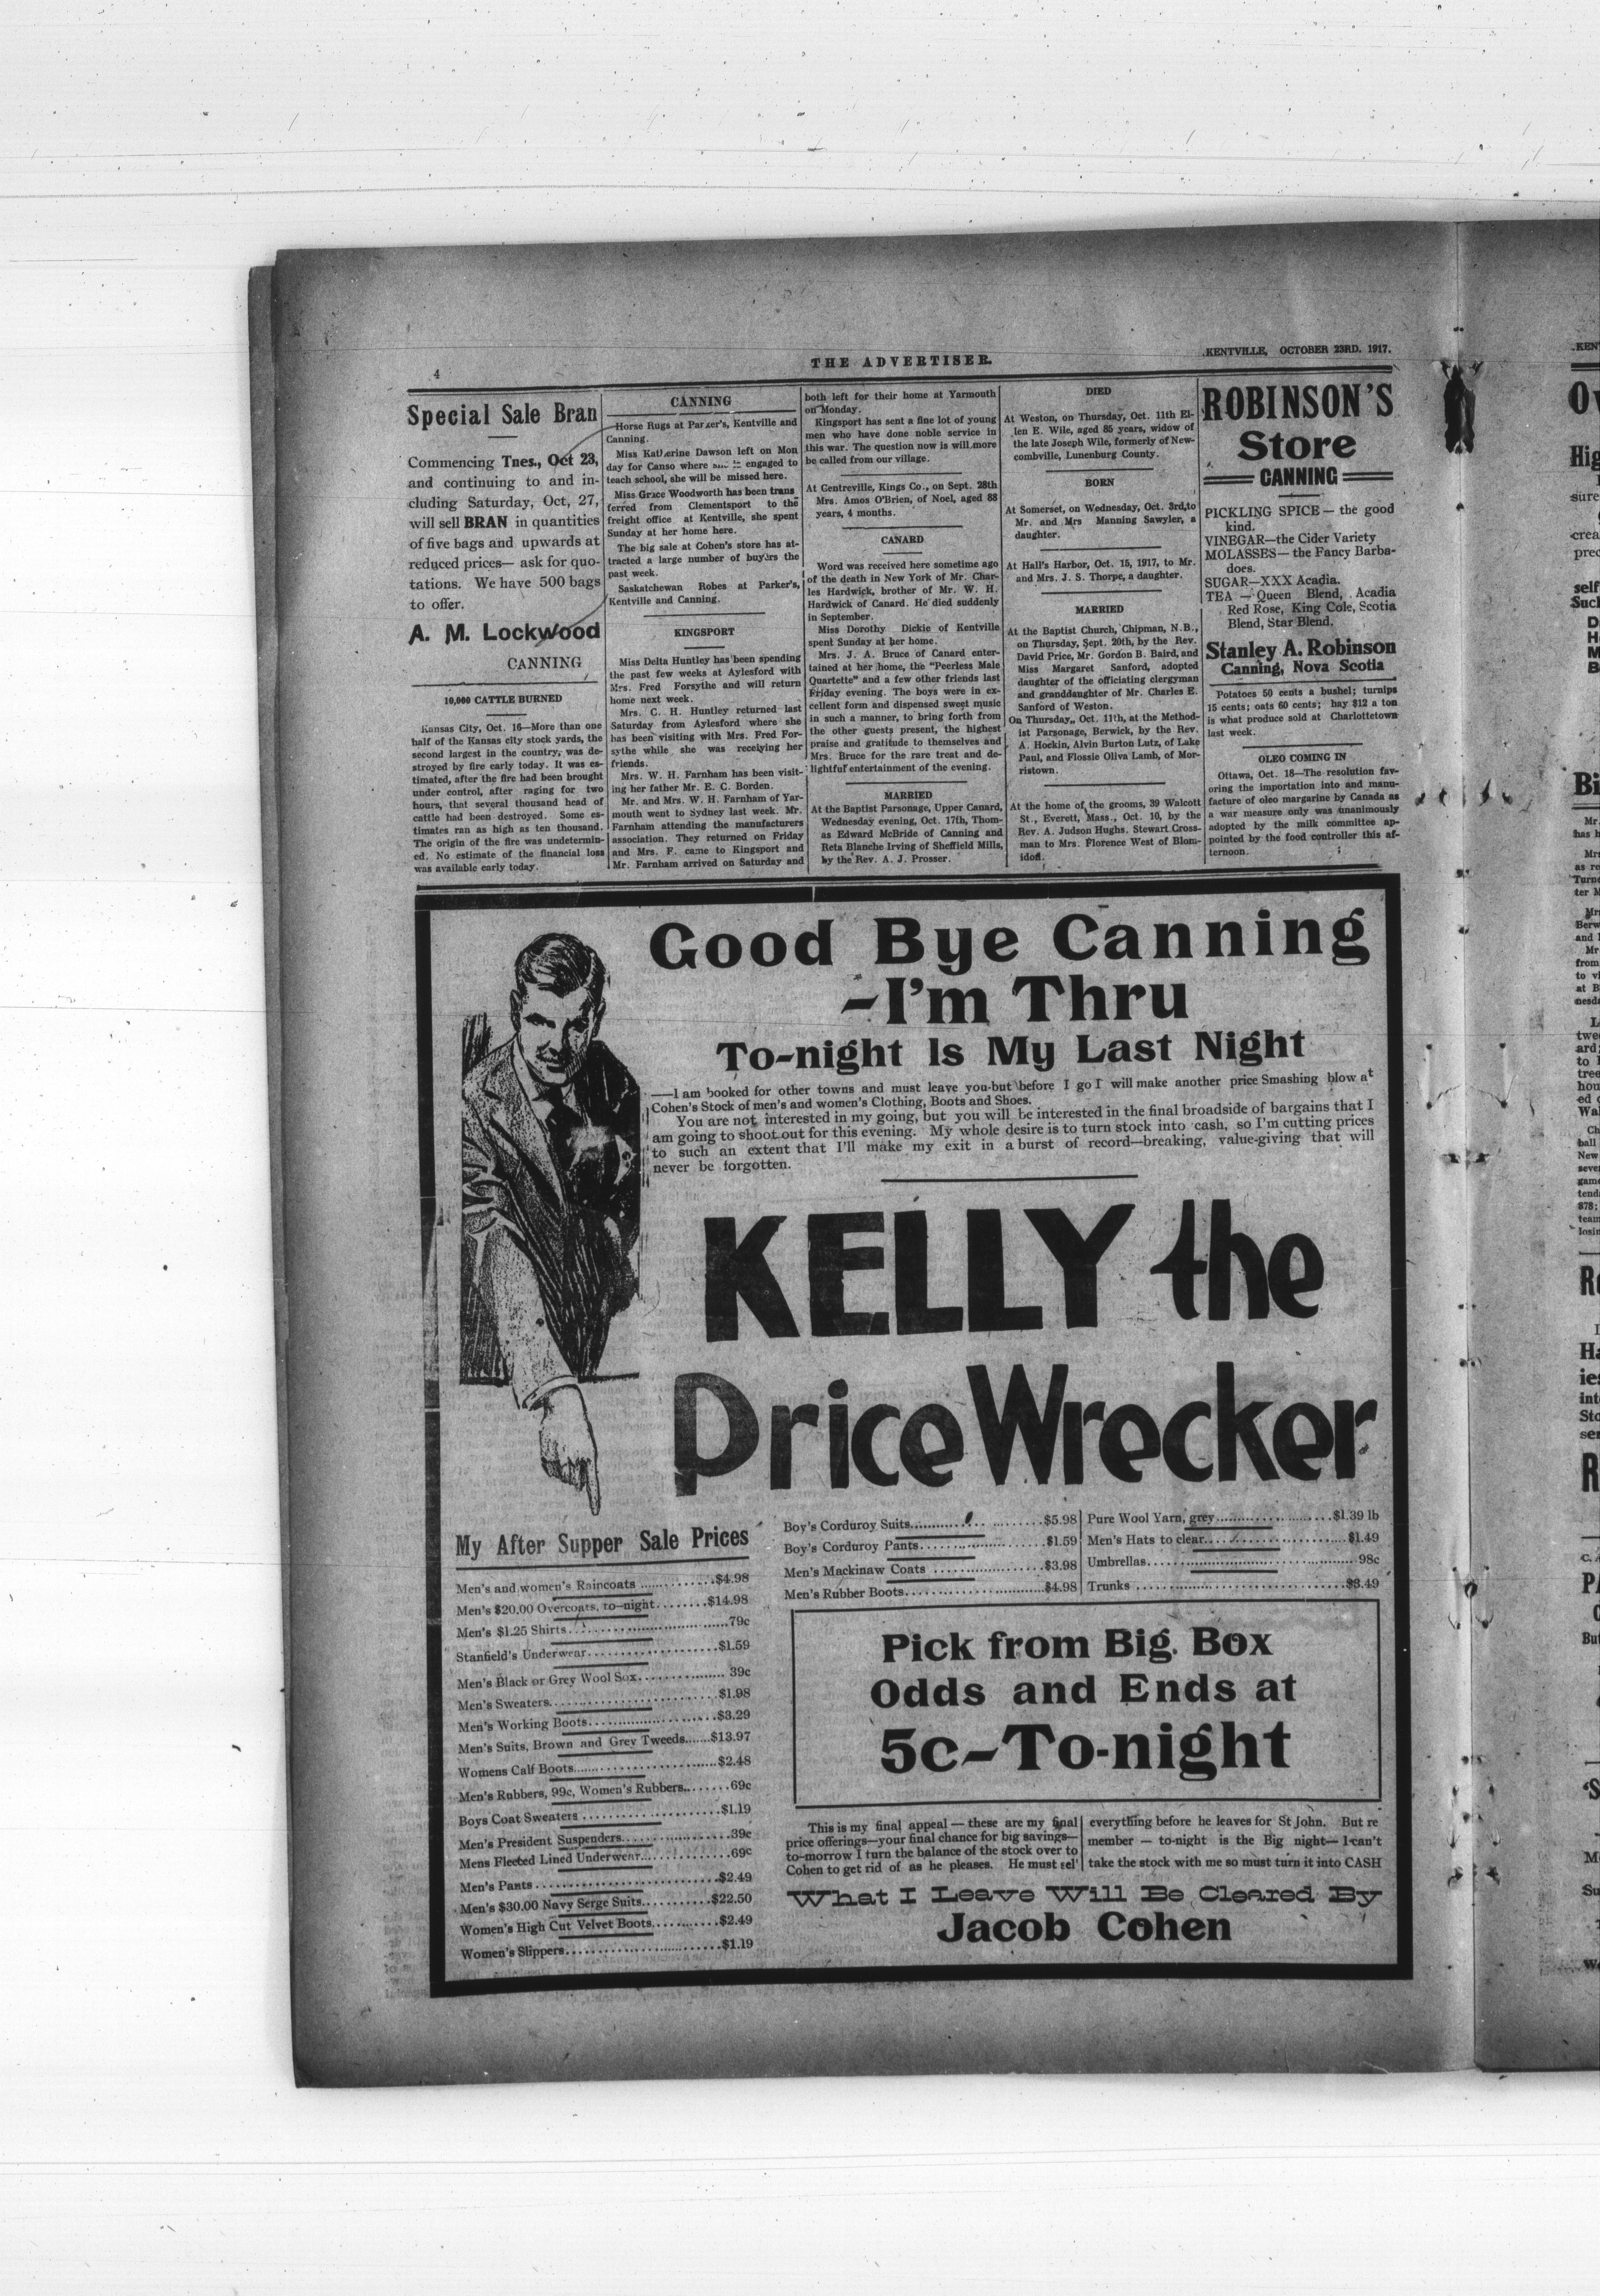 4
THE ADVERTISER.
KENTVILLE, OCTOBER 23RD. 1917.
Special Sale Bran
Commencing Tnes., Oct 23,
and continuing to and in-
cluding Saturday, Oct, 27,
will sell BRAN in quantities
of five bags and upwards at
reduced prices— ask for quo-
tations. We have 500 bags
to offer.
A. M. Lockwood
CANNING
10,000 CATTLE BURNED
Kansas City, Oct. 16—More than one
half of the Kansas city stock yards, the
second largest in the country, was de-
stroyed by fire early today. It was es-
timated, after the fire had been brought
under control, after raging for two
hours, that several thousand head of
cattle had been destroyed. Some es-
timates ran as high as ten thousand.
The origin of the fire was undetermin-
ed. No estimate of the financial loss
was available early today.
CANNING
Horse Rugs at Parker's, Kentville and
Canning.
Miss Katherine Dawson left on Mon
day for Canso where engaged to
teach school, she will be missed here.
Miss Grace Woodworth has been trans
ferred from Clementsport to the
freight office at Kentville, she spent
Sunday at her home here.
The big sale at Cohen's store has at-
tracted a large number of buyers the
past week.
Saskatchewan Robes at Parker's,
Kentville and Canning.
KINGSPORT
Miss Delta Huntley has been spending
the past few weeks at Aylesford with
Mrs. Fred Forsythe and will return
home next week.
Mrs. C. H. Huntley returned last
Saturday from Aylesford where she
has been visiting with Mrs. Fred For-
sythe while she was receiving her
friends.
Mrs. W. H. Farnham has been visit-
ing her father Mr. E. C. Borden.
Mr. and Mrs. W. H. Farnham of Yar-
mouth went to Sydney last week. Mr.
Farnham attending the manufacturers
association. They returned on Friday
and Mrs. F. came to Kingsport and
Mr. Farnham arrived on Saturday and
both left for their home at Yarmouth
on Monday.
Kingsport has sent a fine lot of young
men who have done noble service in
this war. The question now is will more
be called from our village.
At Centreville, Kings Co., on Sept. 28th
Mrs. Amos O'Brien, of Noel, aged 88
years, 4 months.
CANARD
Word was received here sometime ago
of the death in New York of Mr. Char-
les Hardwick, brother of Mr. W. H.
Hardwick of Canard. He died suddenly
in September.
Miss Dorothy Dickie of Kentville
spent Sunday at her home.
Mrs. J. A. Bruce of Canard enter-
tained at her home, the "Peerless Male
Quartette" and a few other friends last
Friday evening. The boys were in ex-
cellent form and dispensed sweet music
in such a manner, to bring forth from
the other guests present, the highest
praise and gratitude to themselves and
Mrs. Bruce for the rare treat and de-
lightful entertainment of the evening.
MARRIED
At the Baptist Parsonage, Upper Canard,
Wednesday evening, Oct. 17th, Thom-
as Edward McBride of Canning and
Reta Blanche Irving of Sheffield Mills,
by the Rev. A. J. Prosser.
DIED
At Weston, on Thursday, Oct. 11th El-
len E. Wile, aged 85 years, widow of
the late Joseph Wile, formerly of New-
combville, Lunenburg County.
BORN
At Somerset, on Wednesday, Oct. 3rd,to
Mr. and Mrs Manning Sawyler, a
daughter.
At Hall's Harbor, Oct. 15, 1917, to Mr.
and Mrs. J. S. Thorpe, a daughter.
MARRIED
At the Baptist Church, Chipman, N.B.,
on Thursday, Sept. 20th, by the Rev.
David Price, Mr. Gordon B. Baird, and
Miss Margaret Sanford, adopted
daughter of the officiating clergyman
and granddaughter of Mr. Charles E.
Sanford of Weston.
On Thursday,, Oct. 11th, at the Method-
ist Parsonage, Berwick, by the Rev.
A. Hockin, Alvin Burton Lutz, of Lake
Paul, and Flossie Oliva Lamb, of Mor-
ristown.
At the home of the grooms, 39 Walcott
St., Everett, Mass., Oct. 10, by the
Rev. A. Judson Hughs. Stewart Cross-
man to Mrs. Florence West of Blom-
idon.
ROBINSON'S
Store
CANNING
PICKLING SPICE — the good
kind.
VINEGAR—the Cider Variety
MOLASSES— the Fancy Barba-
does.
SUGAR—XXX Acadia.
TEA — Queen Blend, Acadia
Red Rose, King Cole, Scotia
Blend, Star Blend.
Stanley A. Robinson
Canning, Nova Scotia
Potatoes 50 cents a bushel; turnips
15 cents; oats 60 cents; hay $12 a ton
is what produce sold at Charlottetown
last week.
OLEO COMING IN
Ottawa, Oct. 18—The resolution fav-
oring the importation into and manu-
facture of oleo margarine by Canada as
a war measure only was unanimously
adopted by the milk committee ap-
pointed by the food controller this af-
ternoon.
Good Bye Canning
-I'm Thru
To-night Is My Last Night
—I am booked for other towns and must leave you-but before I go I will make another price Smashing blow at
Cohen's Stock of men's and women's Clothing, Boots and Shoes.
You are not interested in my going, but you will be interested in the final broadside of bargains that I
am going to shoot out for this evening. My whole desire is to turn stock into cash, so I'm cutting prices
to such an extent that I'll make my exit in a burst of record—breaking, value-giving that will
never be forgotten.
KELLY the
Price Wrecker
My After Supper Sale Prices
Men's and women's Raincoats ...............$4.98
Men's $20.00 Overcoats, to-night........$14.98
Men's $1.25 Shirts...........................79c
Stanfield's Underwear......................$1.59
Men's Black or Grey Wool Sox.............. 39c
Men's Sweaters............................$1.98
Men's Working Boots.....................$3.29
Men's Suits, Brown and Grey Tweeds......$13.97
Womens Calf Boots........................$2.48
Men's Rubbers, 99c, Women's Rubbers........69c
Boys Coat Sweaters ......................$1.19
Men's President Suspenders..................39c
Mens Fleeced Lined Underwear...............69c
Men's Pants...............................$2.49
Men's $30.00 Navy Serge Suits............$22.50
Women's High Cut Velvet Boots...........$2.49
Women's Slippers.........................$1.19
Boy's Corduroy Suits......................$5.98
Boy's Corduroy Pants.....................$1.59
Men's Mackinaw Coats ...................$3.98
Men's Rubber Boots.......................$4.98
Pure Wool Yarn, grey....................$1.39 lb
Men's Hats to clear........................$1.49
Umbrellas..................................98c
Trunks ...................................$3.49
Pick from Big. Box
Odds and Ends at
5c-To-night
This is my final appeal — these are my final
price offerings—your final chance for big savings—
to-morrow I turn the balance of the stock over to
Cohen to get rid of as he pleases. He must sel'
everything before he leaves for St John. But re
member — to-night is the Big night— I can't
take the stock with me so must turn it into CASH
What I Leave Will Be Cleared By
Jacob Cohen